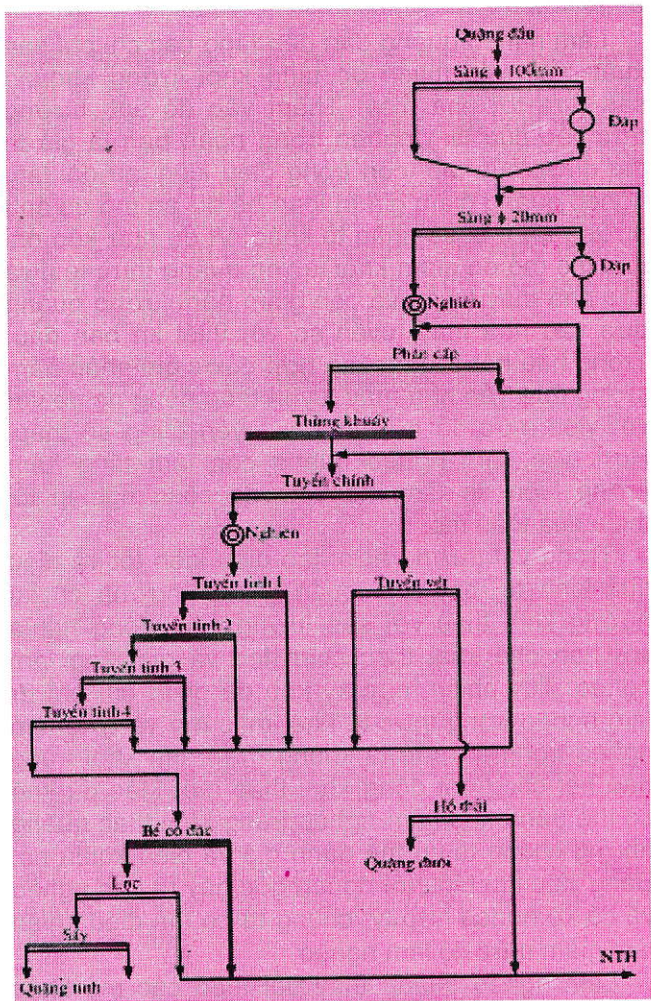 Quặng đầu
Sàng ϕ 100mm
Đập
Sàng ϕ 20mm
Đập
Nghiền
Phân cấp
Thùng khuấy
Tuyển chính
Nghiền
Tuyển tinh 1
Tuyển vét
Tuyển tinh 2
Tuyển tinh 3
Tuyển tinh 4
Bể cô đặc
Hồ thải
Quặng đuôi
Lọc
Sấy
NTH
Quặng tinh